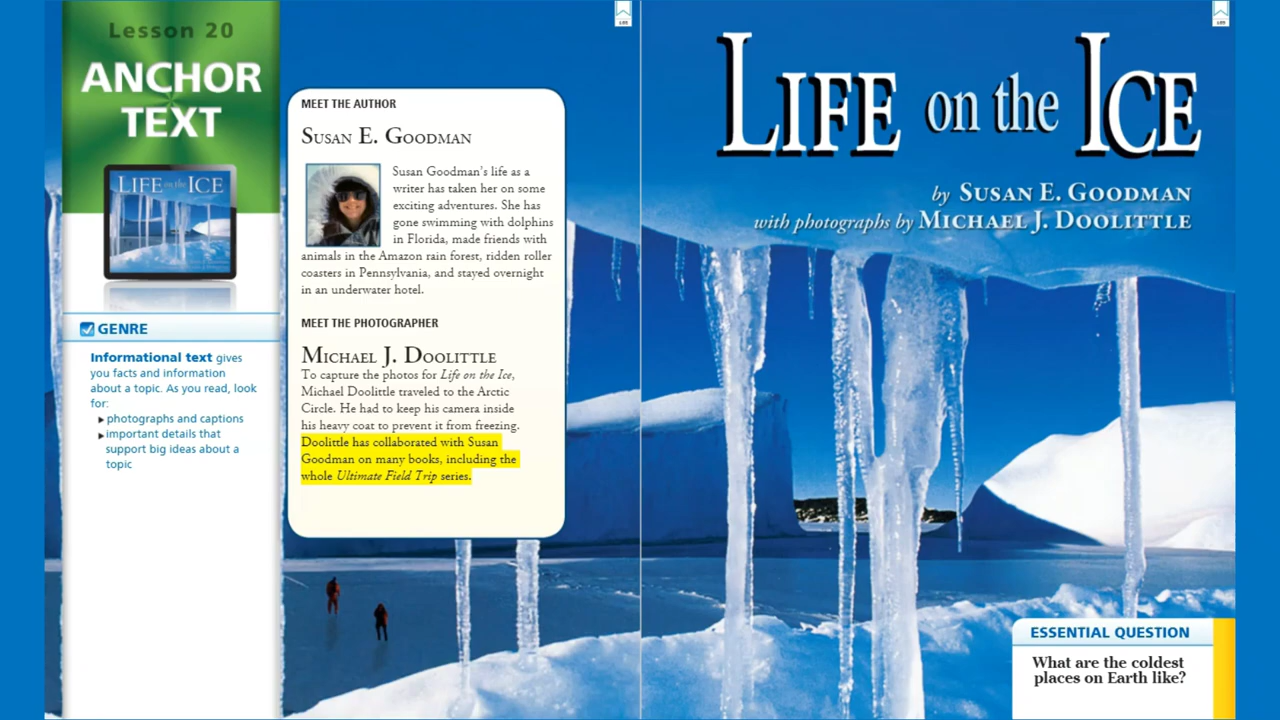 Lesson 20
ANCHOR
TEXT
LIFE on the ICE
GENRE
Informational text gives
you facts and information
about a topic. As you read, look
for:
photographs and captions
important details that
support big ideas about a
topic
MEET THE AUTHOR
SUSAN E. GOODMAN
Susan Goodman's life as a
writer has taken her on some
exciting adventures. She has
gone swimming with dolphins
in Florida, made friends with
animals in the Amazon rain forest, ridden roller
coasters in Pennsylvania, and stayed overnight
in an underwater hotel.
MEET THE PHOTOGRAPHER
MICHAEL J. DOOLITTLE
To capture the photos for Life on the Ice,
Michael Doolittle traveled to the Arctic
Circle. He had to keep his camera inside
his heavy coat to prevent it from freezing.
Doolittle has collaborated with Susan
Goodman on many books, including the
whole Ultimate Field Trip series.
LIFE on the ICE
by SUSAN E. GOODMAN
with photographs by MICHAEL J. DOOLITTLE
ESSENTIAL QUESTION
What are the coldest
places on Earth like?